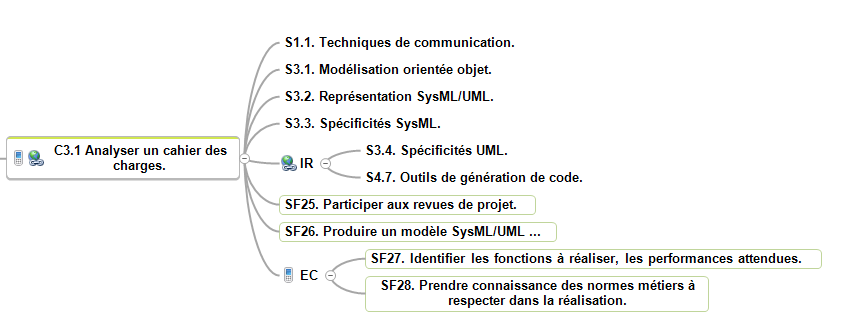 S1.1. Techniques de communication.
S3.1. Modélisation orientée objet.
S3.2. Représentation SysML/UML.
S3.3. Spécificités SysML.
C3.1 Analyser un cahier des
charges.
IR
S3.4. Spécificités UML.
S4.7. Outils de génération de code.
SF25. Participer aux revues de projet.
SF26. Produire un modèle SysML/UML ...
EC
SF27. Identifier les fonctions à réaliser, les performances attendues.
SF28. Prendre connaissance des normes métiers à
respecter dans la réalisation.